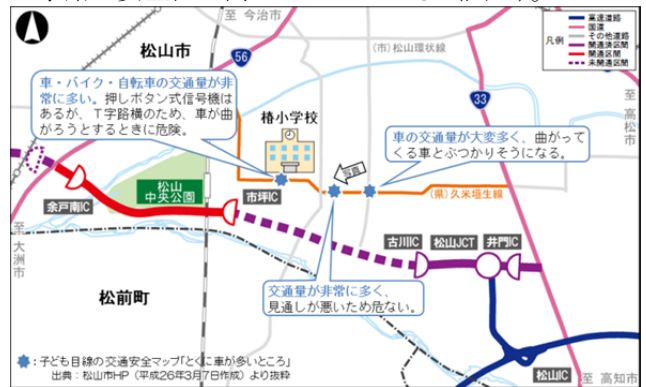 至 今治市
高速道路
国道
その他道路
開通済区間
開通区間
未開通区間
凡例
松山市
(市)松山環状線
56
33
車・バイク・自転車の交通量が非
常に多い。押しボタン式信号機は
あるが、T字路横のため、車が曲
がろうとするときに危険。
椿小学校
車の交通量が大変多く、曲がって
くる車とぶつかりそうになる。
至 高松市
写真
松山
中央公園
市坪IC
(県)久米垣生線
余戸南IC
至 大洲市
古川IC
松山JCT
井門IC
松前町
交通量が非常に多く、
見通しが悪いため危ない。
:子ども目線の交通安全マップ「とくに車が多いところ」
出典:松山市HP(平成26年3月7日作成)より抜粋
松山IC
至 高知市